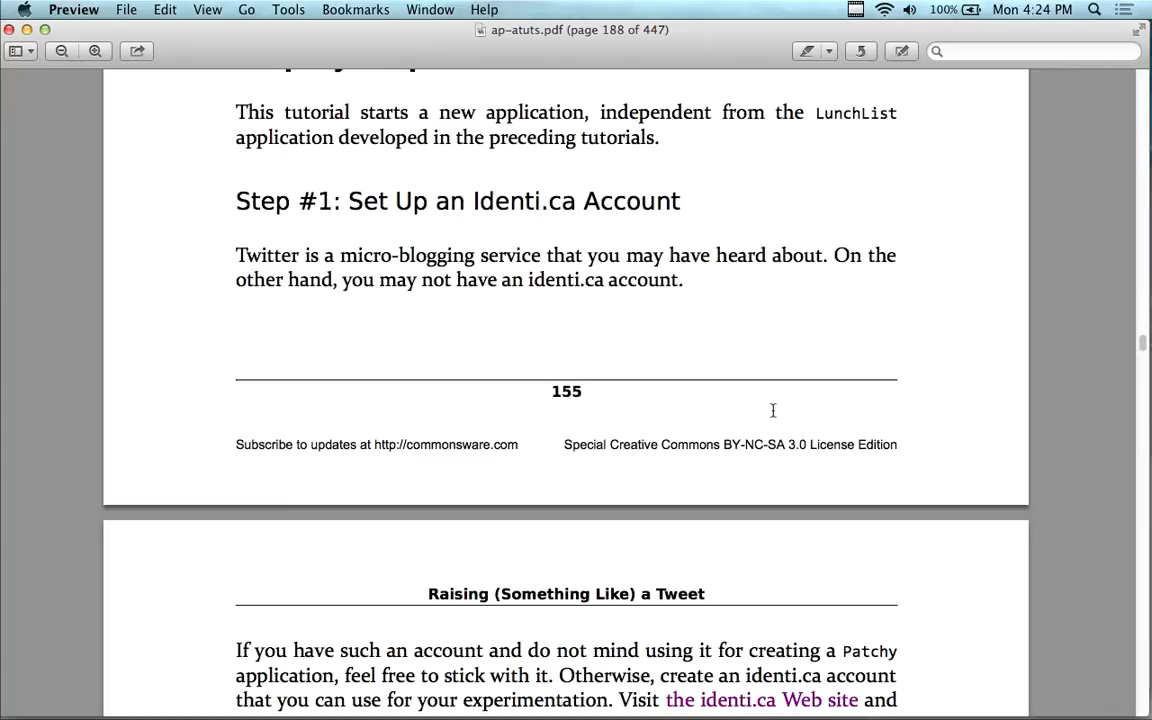 Preview File Edit View Go Tools Bookmarks Window Help 100% Mon 4:24 PM
ap-atuts.pdf (page 188 of 447)
This tutorial starts a new application, independent from the LunchList
application developed in the preceding tutorials.
Step #1: Set Up an Identi.ca Account
Twitter is a micro-blogging service that you may have heard about. On the
other hand, you may not have an identi.ca account.
155
Subscribe to updates at http://commonsware.com Special Creative Commons BY-NC-SA 3.0 License Edition
Raising (Something Like) a Tweet
If you have such an account and do not mind using it for creating a Patchy
application, feel free to stick with it. Otherwise, create an identi.ca account
that you can use for your experimentation. Visit the identi.ca Web site and